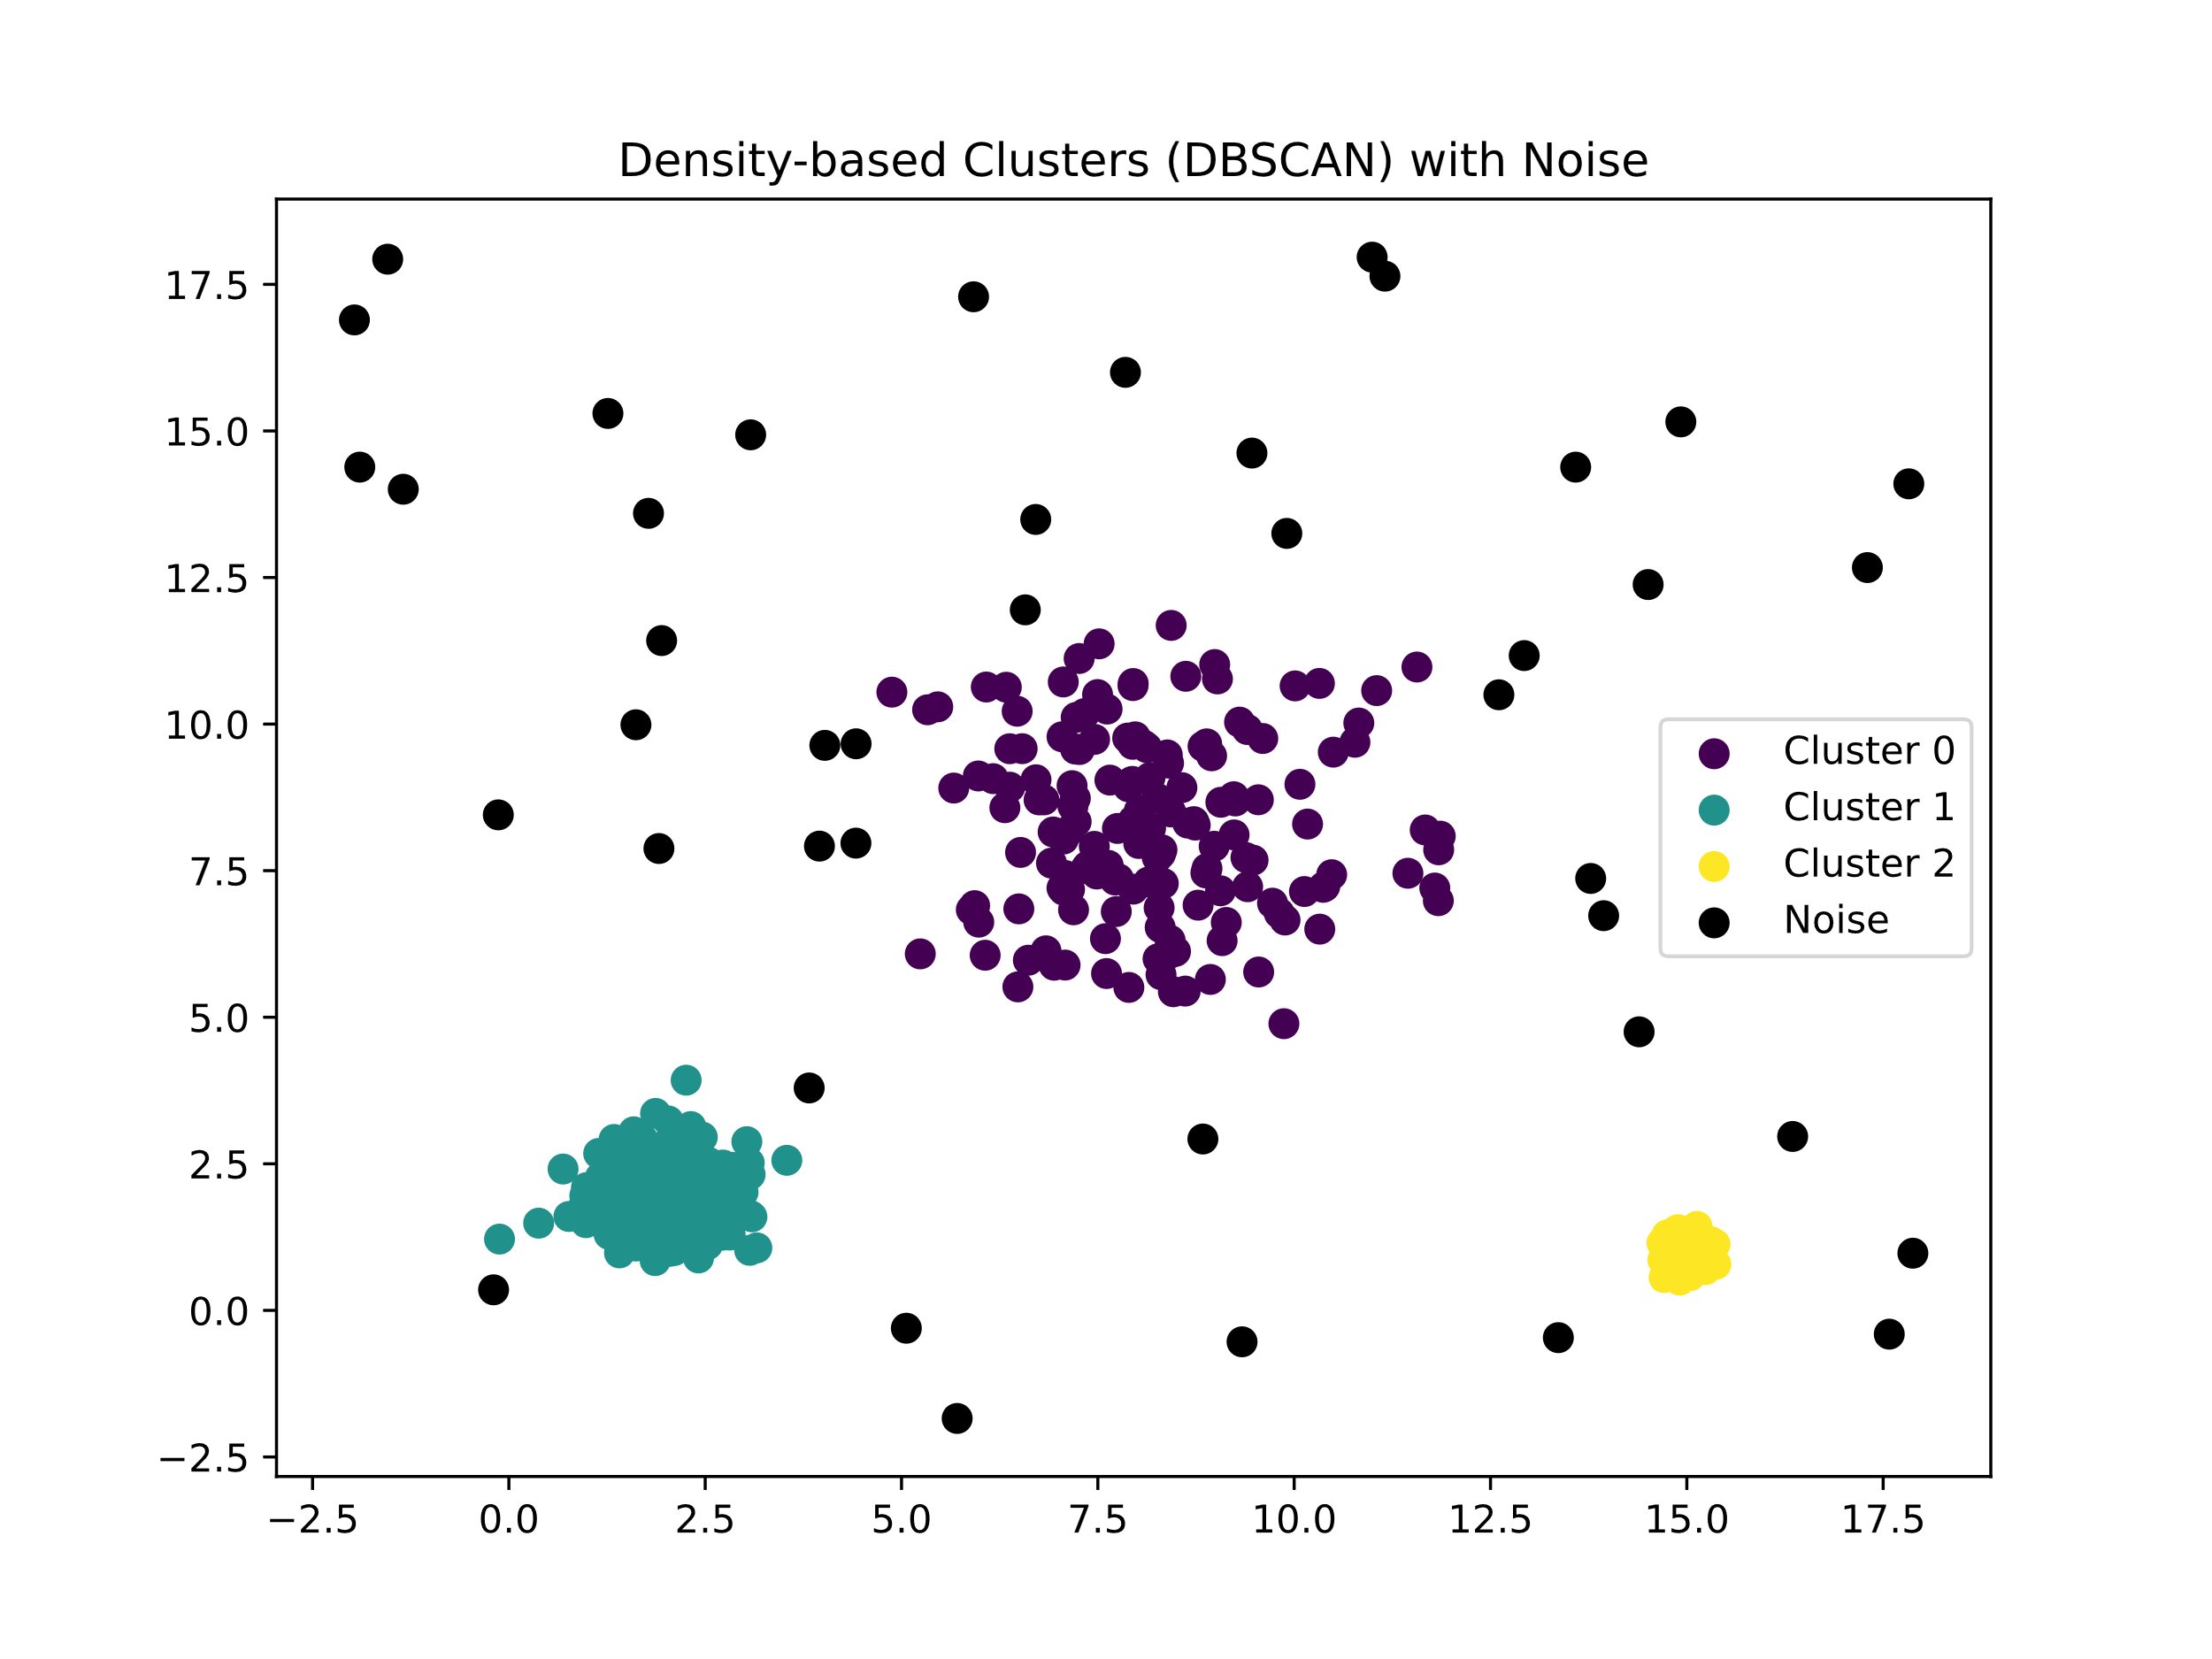 Density-based Clusters (DBSCAN) with Noise
17.5
15.0
12.5
10.0
7.5
5.0
2.5
0.0
−2.5
Cluster 0
Cluster 1
Cluster 2
Noise
−2.5 0.0 2.5 5.0 7.5 10.0 12.5 15.0 17.5